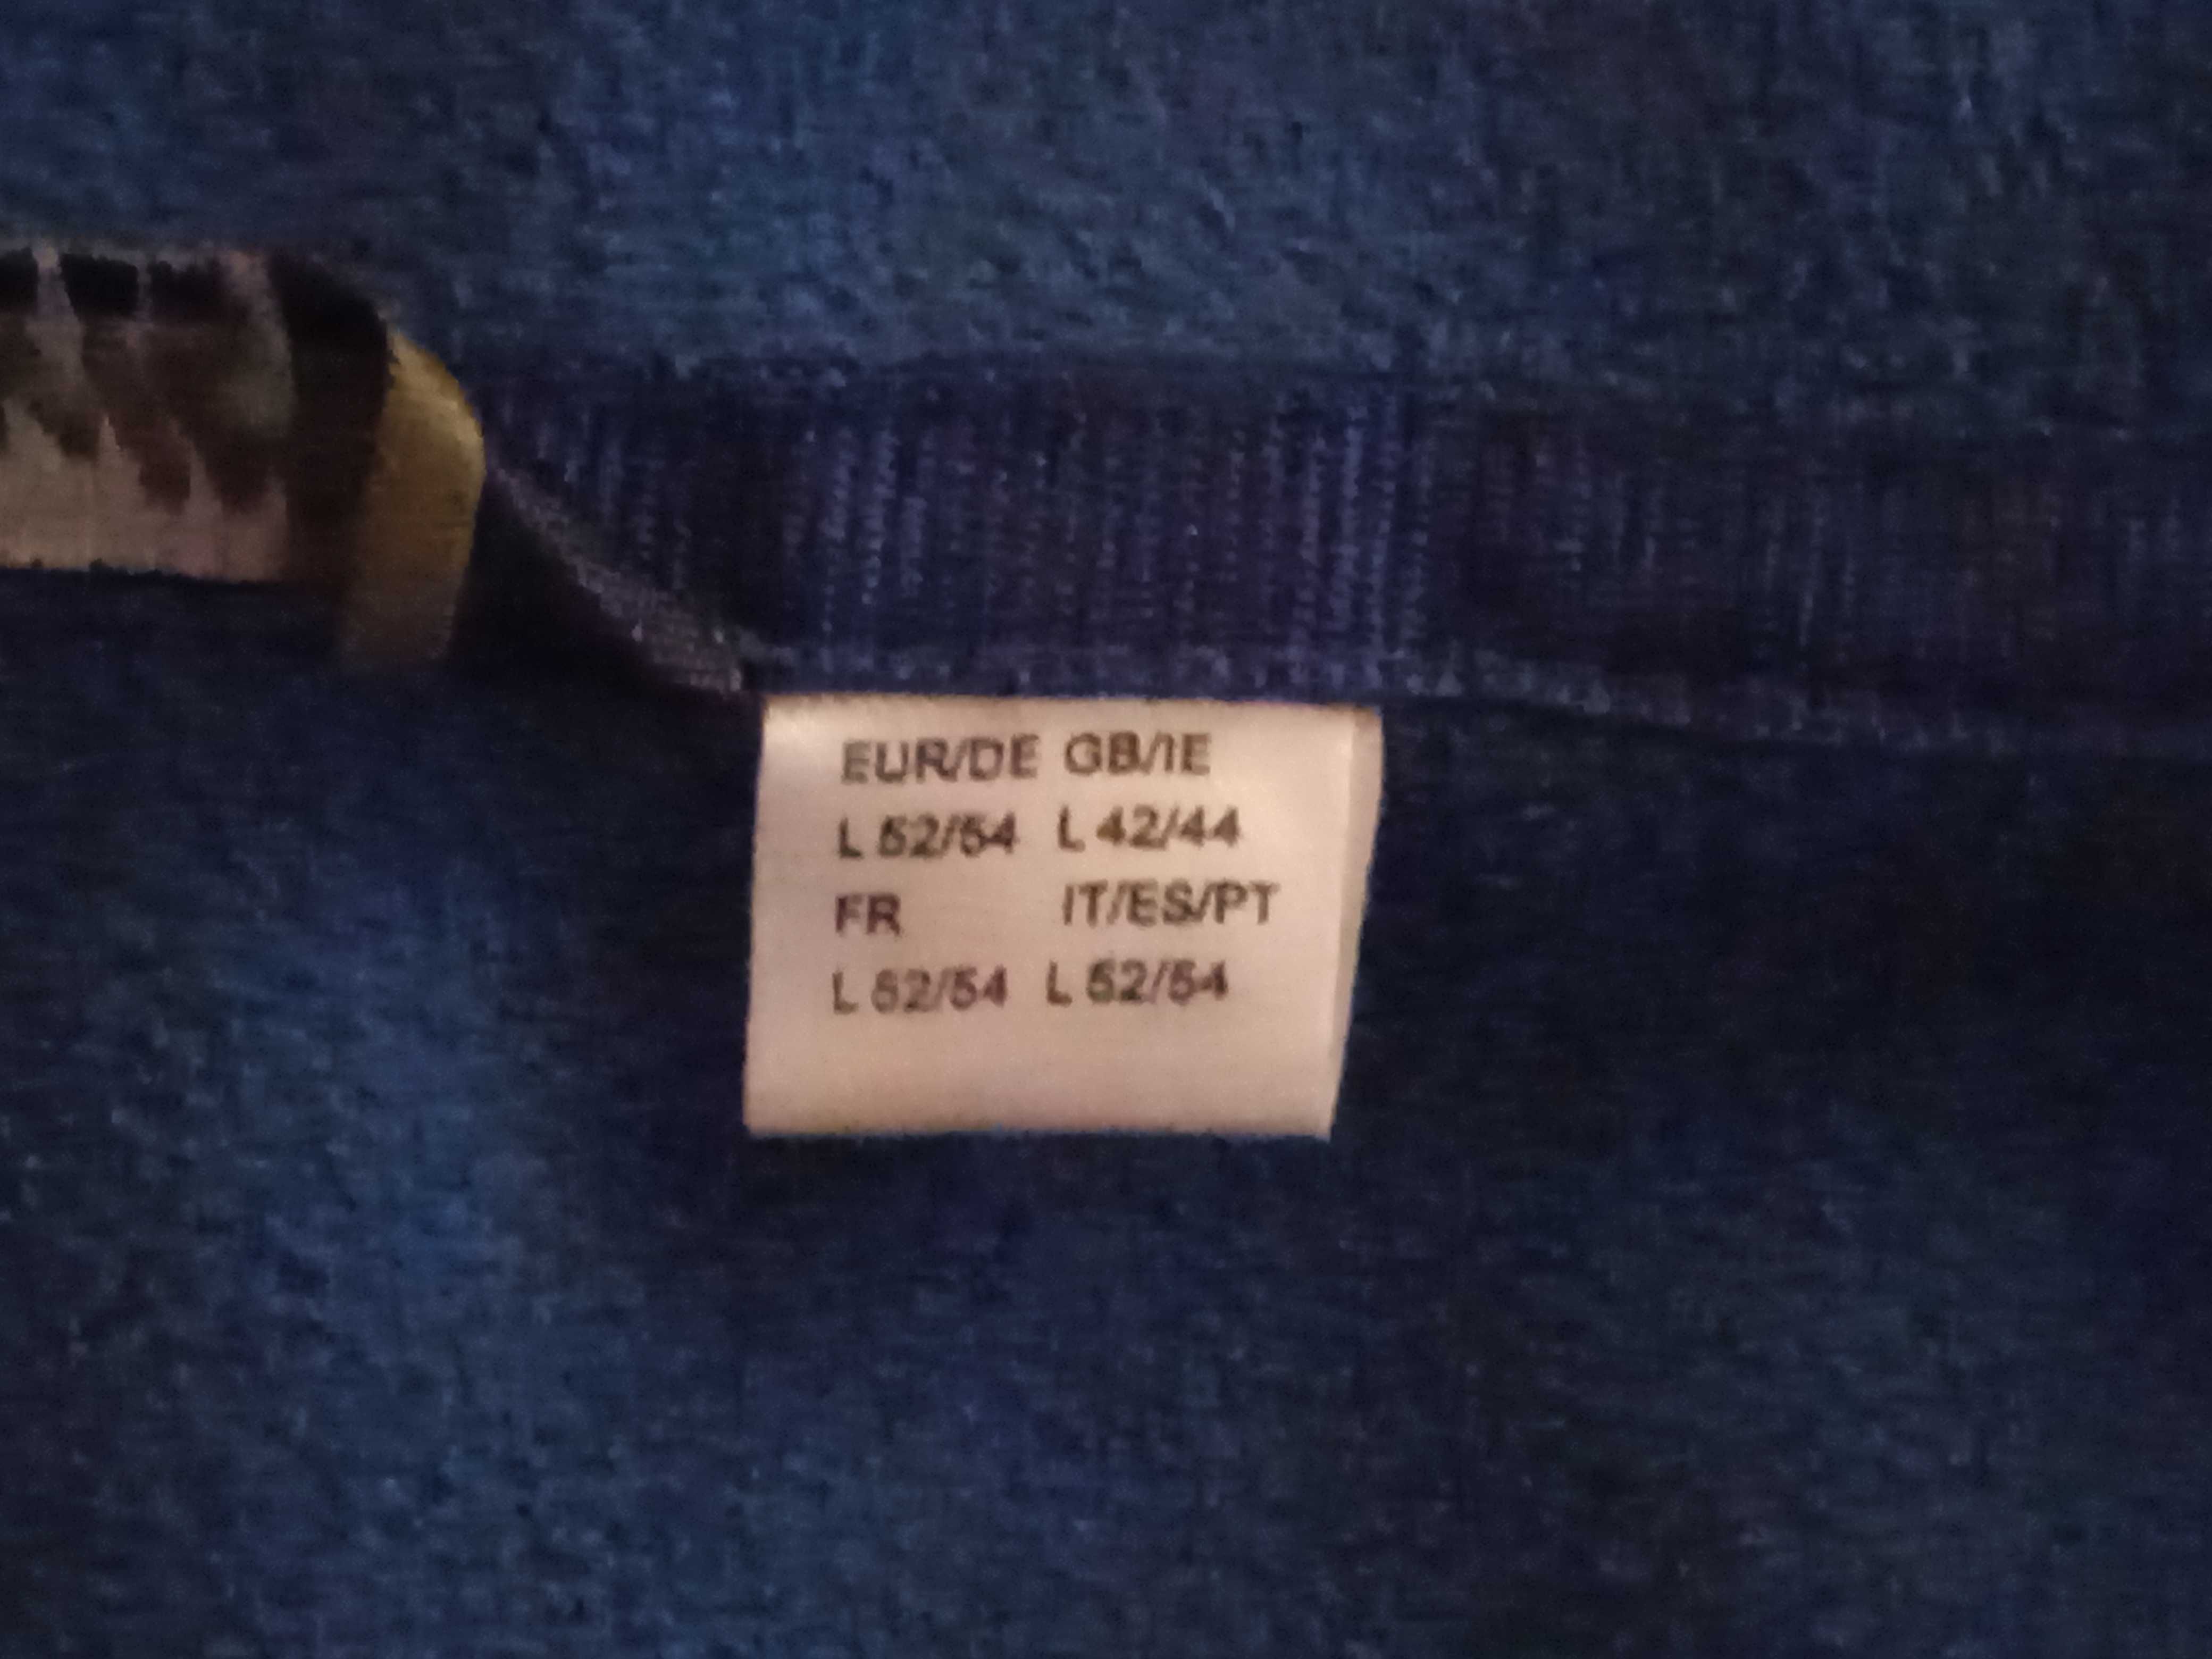 EUR/DE GB/IE
L 52/54 L 42/44
FR IT/ES/PT
L 52/54 L 52/54